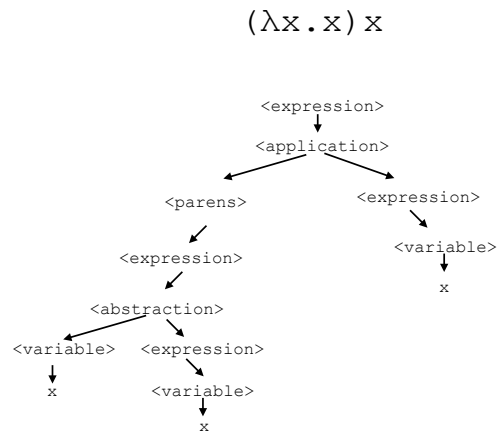 (λx.x)x
<expression>
<application>
<parens>
<expression>
<expression>
<variable>
x
<abstraction>
<variable>
<expression>
x
<variable>
x